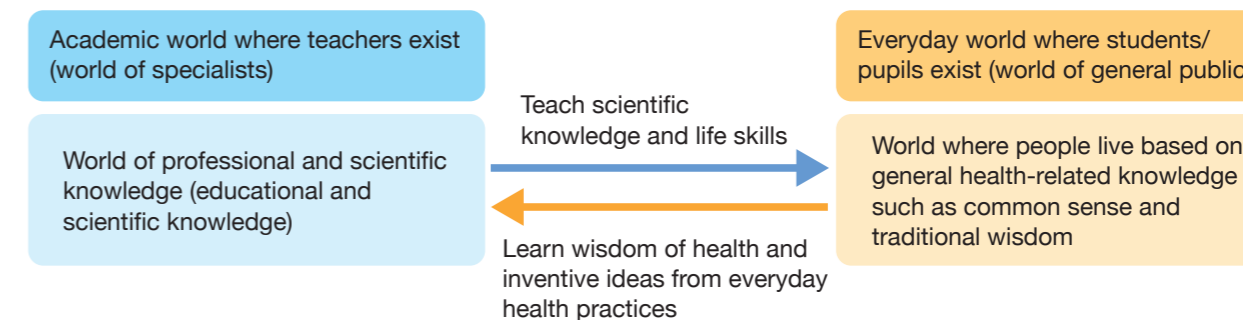 Academic world where teachers exist
(world of specialists)
World of professional and scientific
knowledge (educational and
scientific knowledge)
Teach scientific
knowledge and life skills
Learn wisdom of health and
inventive ideas from everyday
health practices
Everyday world where students/
pupils exist (world of general public
World where people live based on
general health-related knowledge
such as common sense and
traditional wisdom